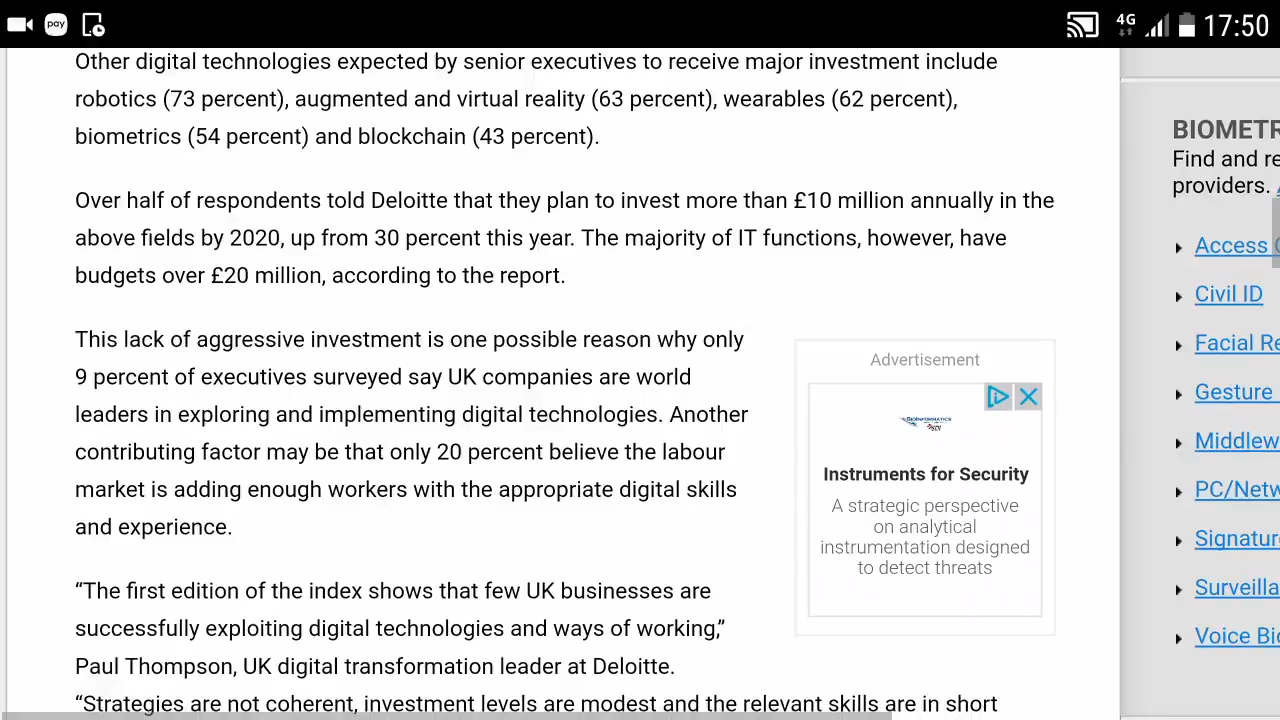 pay
4G
17:50
Other digital technologies expected by senior executives to receive major investment include
robotics (73 percent), augmented and virtual reality (63 percent), wearables (62 percent),
biometrics (54 percent) and blockchain (43 percent).
Over half of respondents told Deloitte that they plan to invest more than £10 million annually in the
above fields by 2020, up from 30 percent this year. The majority of IT functions, however, have
budgets over £20 million, according to the report.
This lack of aggressive investment is one possible reason why only
9 percent of executives surveyed say UK companies are world
leaders in exploring and implementing digital technologies. Another
contributing factor may be that only 20 percent believe the labour
market is adding enough workers with the appropriate digital skills
and experience.
“The first edition of the index shows that few UK businesses are
successfully exploiting digital technologies and ways of working,”
Paul Thompson, UK digital transformation leader at Deloitte.
“Strategies are not coherent, investment levels are modest and the relevant skills are in short
Advertisement
BIOINFORMATICS
Instruments for Security
A strategic perspective
on analytical
instrumentation designed
to detect threats
BIOMETR
Find and re
providers.
Access
Civil ID
Facial Re
Gesture
Middlew
PC/Netw
Signatur
Surveilla
Voice Bio